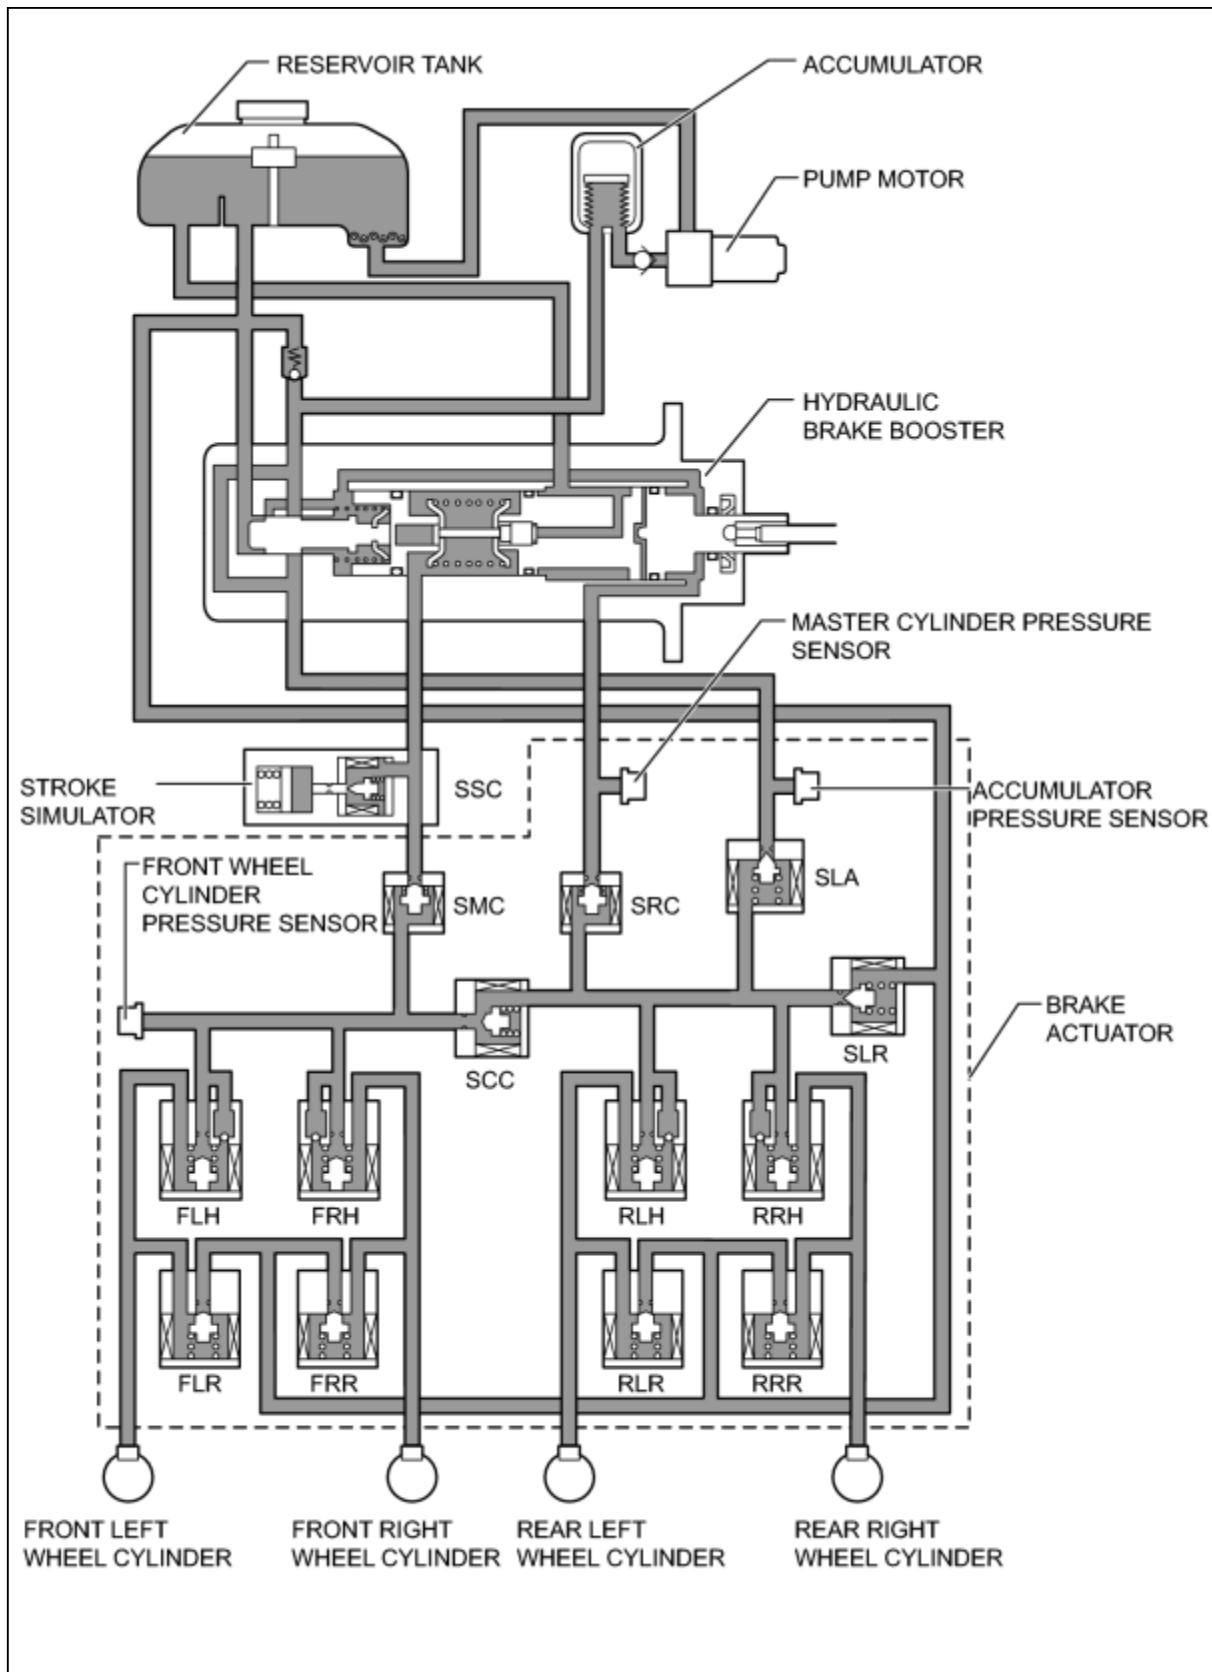 RESERVOIR TANK
ACCUMULATOR
PUMP MOTOR
HYDRAULIC
BRAKE BOOSTER
MASTER CYLINDER PRESSURE
SENSOR
STROKE
SIMULATOR
SSC
ACCUMULATOR
PRESSURE SENSOR
FRONT WHEEL
CYLINDER
PRESSURE SENSOR
SMC
SRC
SLA
BRAKE
ACTUATOR
SLR
SCC
FLH
FRH
RLH
RRH
FLR
FRR
RLR
RRR
FRONT LEFT
WHEEL CYLINDER
FRONT RIGHT
WHEEL CYLINDER
REAR LEFT
WHEEL CYLINDER
REAR RIGHT
WHEEL CYLINDER